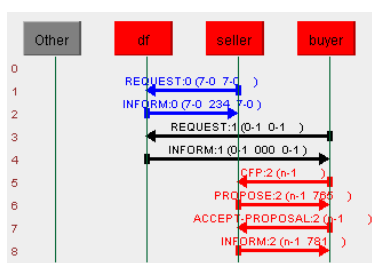 Other df seller buyer
0
1 REQUEST:0 (7-0 7-0 )
2 INFORM:0 (7-0 234 7-0 )
3 REQUEST:1 (0-1 0-1 )
4 INFORM:1 (0-1 000 0-1 )
5 CFP:2 (n-1 )
6 PROPOSE:2 (n-1 765 )
7 ACCEPT-PROPOSAL:2 (n-1 )
8 INFORM:2 (n-1 781 )